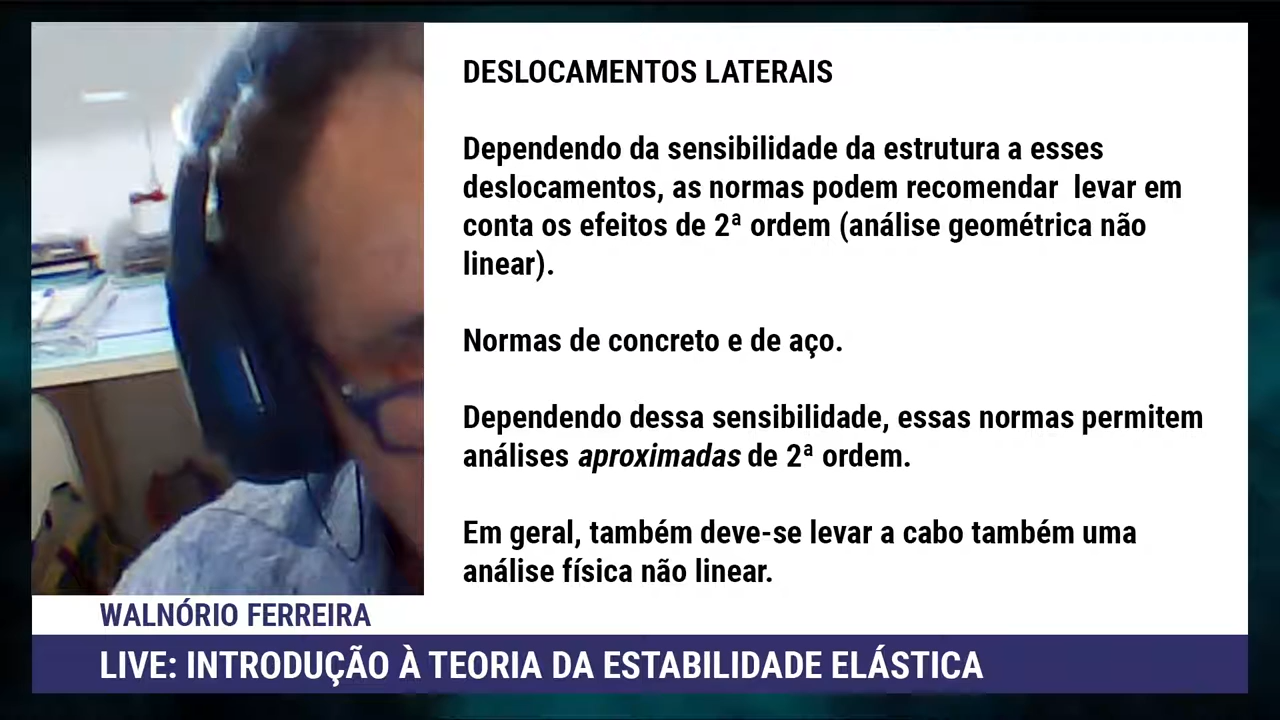 DESLOCAMENTOS LATERAIS
Dependendo da sensibilidade da estrutura a esses
deslocamentos, as normas podem recomendar levar em
conta os efeitos de 2ª ordem (análise geométrica não
linear).
Normas de concreto e de aço.
Dependendo dessa sensibilidade, essas normas permitem
análises aproximadas de 2ª ordem.
Em geral, também deve-se levar a cabo também uma
análise física não linear.
WALNÓRIO FERREIRA
LIVE: INTRODUÇÃO À TEORIA DA ESTABILIDADE ELÁSTICA